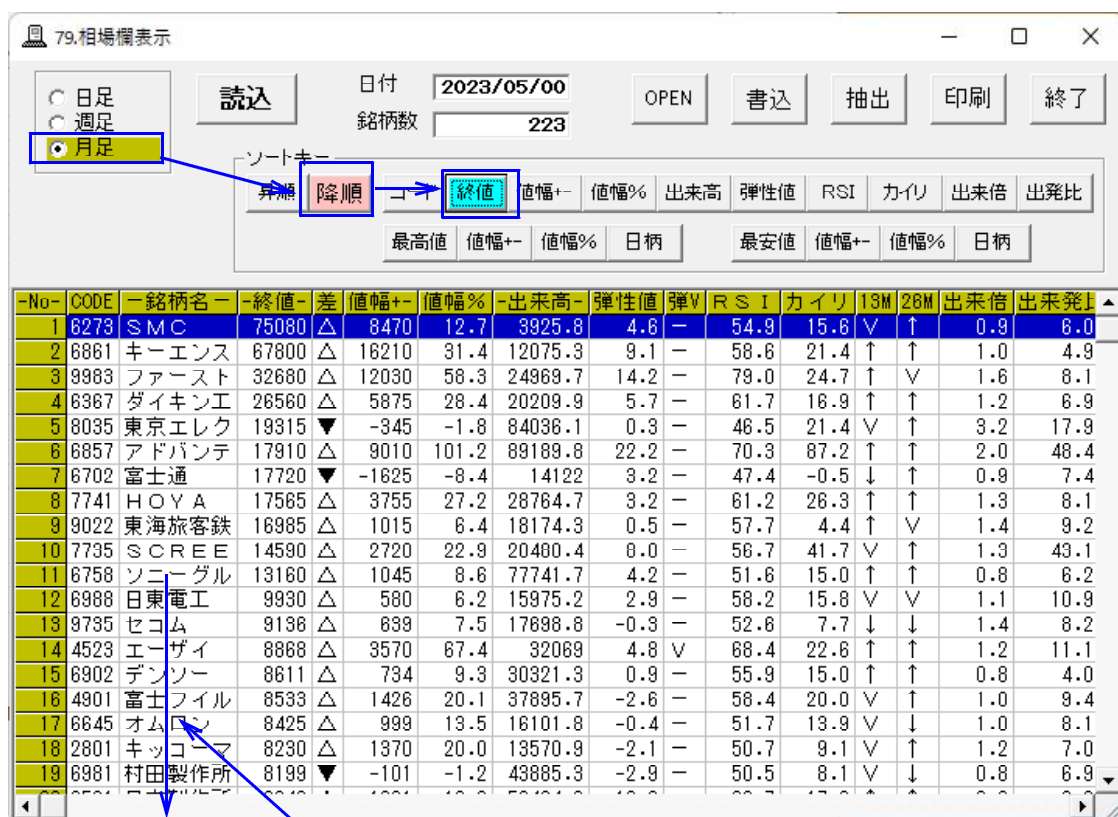 79.相場欄表示
日足
週足
月足
読込
日付 2023/05/00
銘柄数 223
OPEN 書込 抽出 印刷 終了
ソートキー
昇順 降順 コード 終値 値幅+- 値幅% 出来高 弾性値 RSI カイリ 出来倍 出発比
最高値 値幅+- 値幅% 日柄 最安値 値幅+- 値幅% 日柄
-No- CODE －銘柄名－ -終値- 差 値幅+- 値幅% -出来高- 弾性値 弾V ＲＳＩ カイリ 13M 26M 出来倍 出来発比
1 6273 ＳＭＣ 75080 △ 8470 12.7 3925.8 4.6 － 54.9 15.6 ∨ ↑ 0.9 6.0
2 6861 キーエンス 67800 △ 16210 31.4 12075.3 9.1 － 58.6 21.4 ↑ ↑ 1.0 4.9
3 9983 ファースト 32680 △ 12030 58.3 24969.7 14.2 － 79.0 24.7 ↑ ∨ 1.6 8.1
4 6367 ダイキン工 26560 △ 5875 28.4 20209.9 5.7 － 61.7 16.9 ↑ ↑ 1.2 6.9
5 8035 東京エレク 19315 ▼ -345 -1.8 84036.1 0.3 － 46.5 21.4 ∨ ↑ 3.2 17.9
6 6857 アドバンテ 17910 △ 9010 101.2 89189.8 22.2 － 70.3 87.2 ↑ ↑ 2.0 48.4
7 6702 富士通 17720 ▼ -1625 -8.4 14122 3.2 － 47.4 -0.5 ↓ ↑ 0.9 7.4
8 7741 ＨＯＹＡ 17565 △ 3755 27.2 28764.7 3.2 － 61.2 26.3 ↑ ↑ 1.3 8.1
9 9022 東海旅客鉄 16985 △ 1015 6.4 18174.3 0.5 － 57.7 4.4 ↑ ∨ 1.4 9.2
10 7735 ＳＣＲＥＥ 14590 △ 2720 22.9 20480.4 8.0 － 56.7 41.7 ∨ ↑ 1.3 43.1
11 6758 ソニーグル 13160 △ 1045 8.6 77741.7 4.2 － 51.6 15.0 ↑ ↑ 0.8 6.2
12 6988 日東電工 9930 △ 580 6.2 15975.2 2.9 － 58.2 15.8 ∨ ∨ 1.1 10.9
13 9735 セコム 9136 △ 639 7.5 17698.8 -0.3 － 52.6 7.7 ↓ ↓ 1.4 8.2
14 4523 エーザイ 8868 △ 3570 67.4 32069 4.8 ∨ 68.4 22.6 ↑ ↑ 1.2 11.1
15 6902 デンソー 8611 △ 734 9.3 30321.3 0.9 － 55.9 15.0 ↑ ↑ 0.8 4.0
16 4901 富士フイル 8533 △ 1426 20.1 37895.7 -2.6 － 58.4 20.0 ∨ ↑ 1.0 9.4
17 6645 オムロン 8425 △ 999 13.5 16101.8 -0.4 － 51.7 13.9 ∨ ↓ 1.0 8.1
18 2801 キッコーマ 8230 △ 1370 20.0 13570.9 -2.1 － 50.7 9.1 ∨ ↑ 1.2 7.0
19 6981 村田製作所 8199 ▼ -101 -1.2 43885.3 -2.9 － 50.5 8.1 ∨ ↓ 0.8 6.9